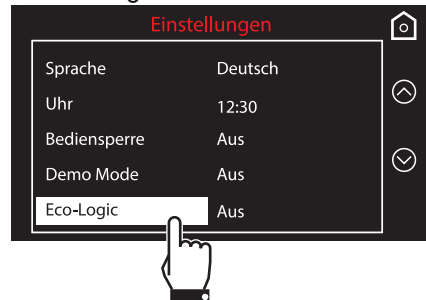 Einstellungen
Sprache Deutsch
Uhr 12:30
Bediensperre Aus
Demo Mode Aus
Eco-Logic Aus